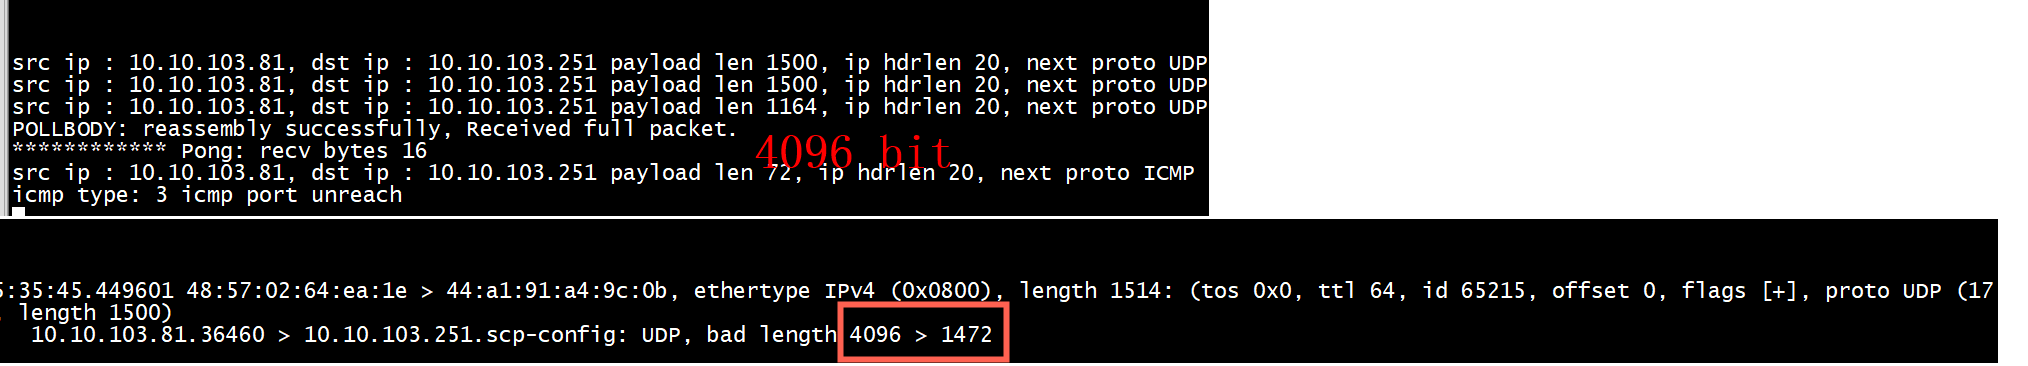 src ip : 10.10.103.81, dst ip : 10.10.103.251 payload len 1500, ip hdrlen 20, next proto UDP
src ip : 10.10.103.81, dst ip : 10.10.103.251 payload len 1500, ip hdrlen 20, next proto UDP
src ip : 10.10.103.81, dst ip : 10.10.103.251 payload len 1164, ip hdrlen 20, next proto UDP
POLLBODY: reassembly successfully, Received full packet.
************ Pong: recv bytes 16
4096 bit
src ip : 10.10.103.81, dst ip : 10.10.103.251 payload len 72, ip hdrlen 20, next proto ICMP
icmp type: 3 icmp port unreach
5:35:45.449601 48:57:02:64:ea:1e > 44:a1:91:a4:9c:0b, ethertype IPv4 (0x0800), length 1514: (tos 0x0, ttl 64, id 65215, offset 0, flags [+], proto UDP (17
, length 1500)
10.10.103.81.36460 > 10.10.103.251.scp-config: UDP, bad length 4096 > 1472